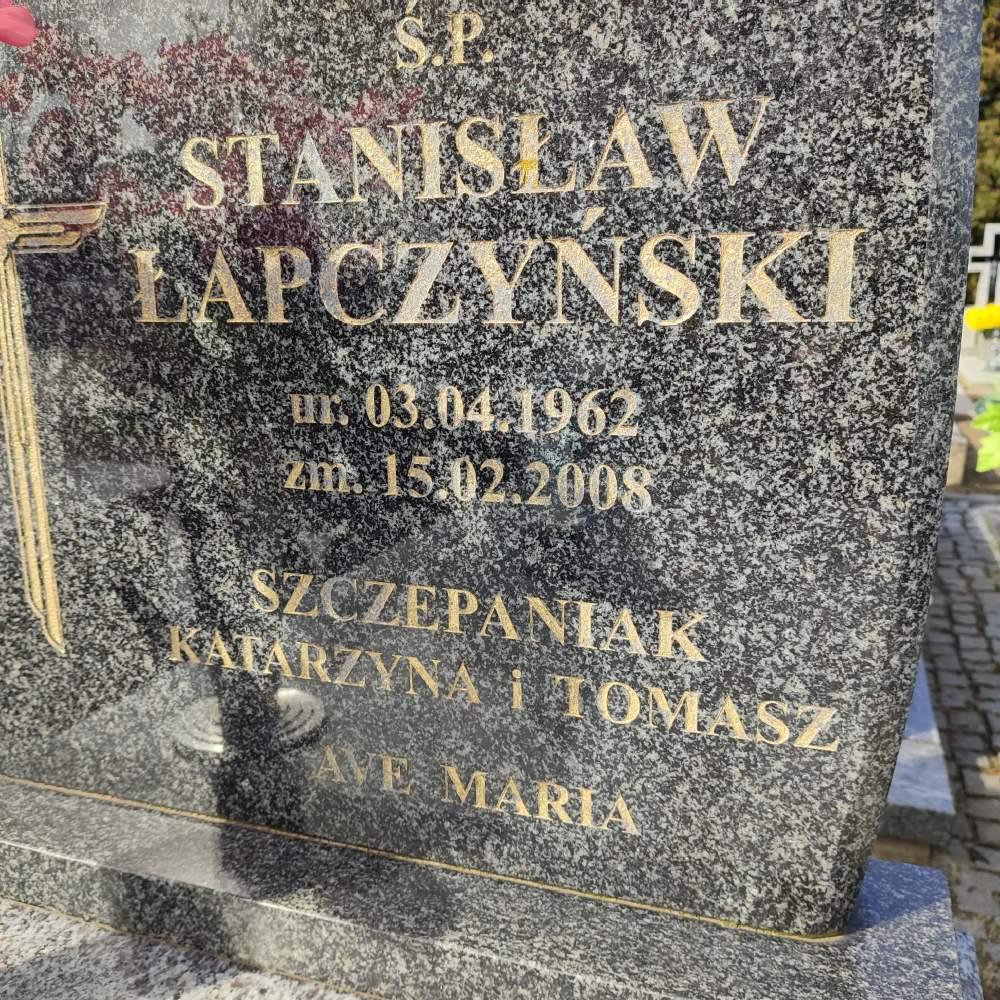 Ś.P.
STANISŁAW
ŁAPCZYŃSKI
ur. 03.04.1962
zm. 15.02.2008
SZCZEPANIAK
KATARZYNA i TOMASZ
AVE MARIA